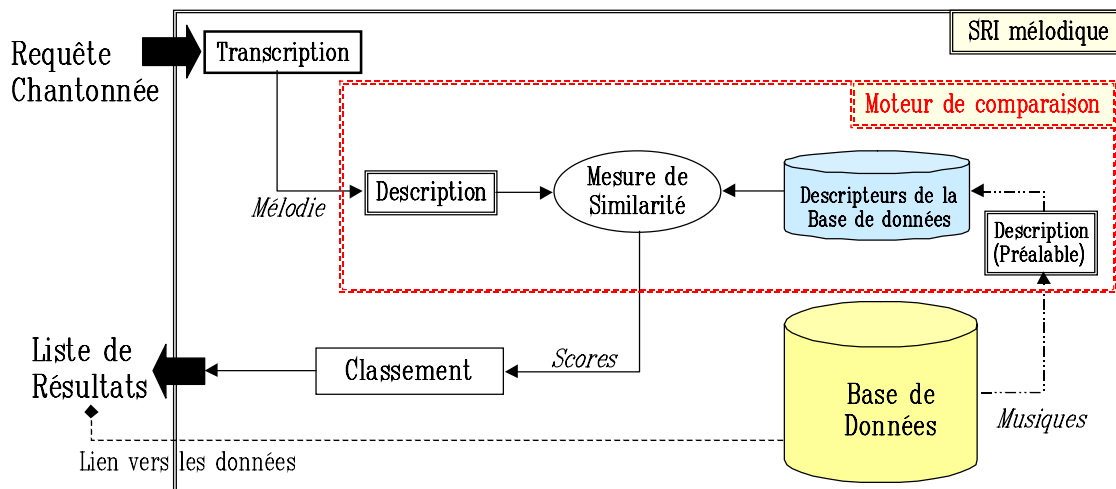 SRI mélodique
Requête
Chantonnée
Transcription
Moteur de comparaison
Mélodie
Description
Mesure de
Similarité
Descripteurs de la
Base de données
Description
(Préalable)
Liste de
Résultats
Classement
Scores
Base de
Données
Musiques
Lien vers les données